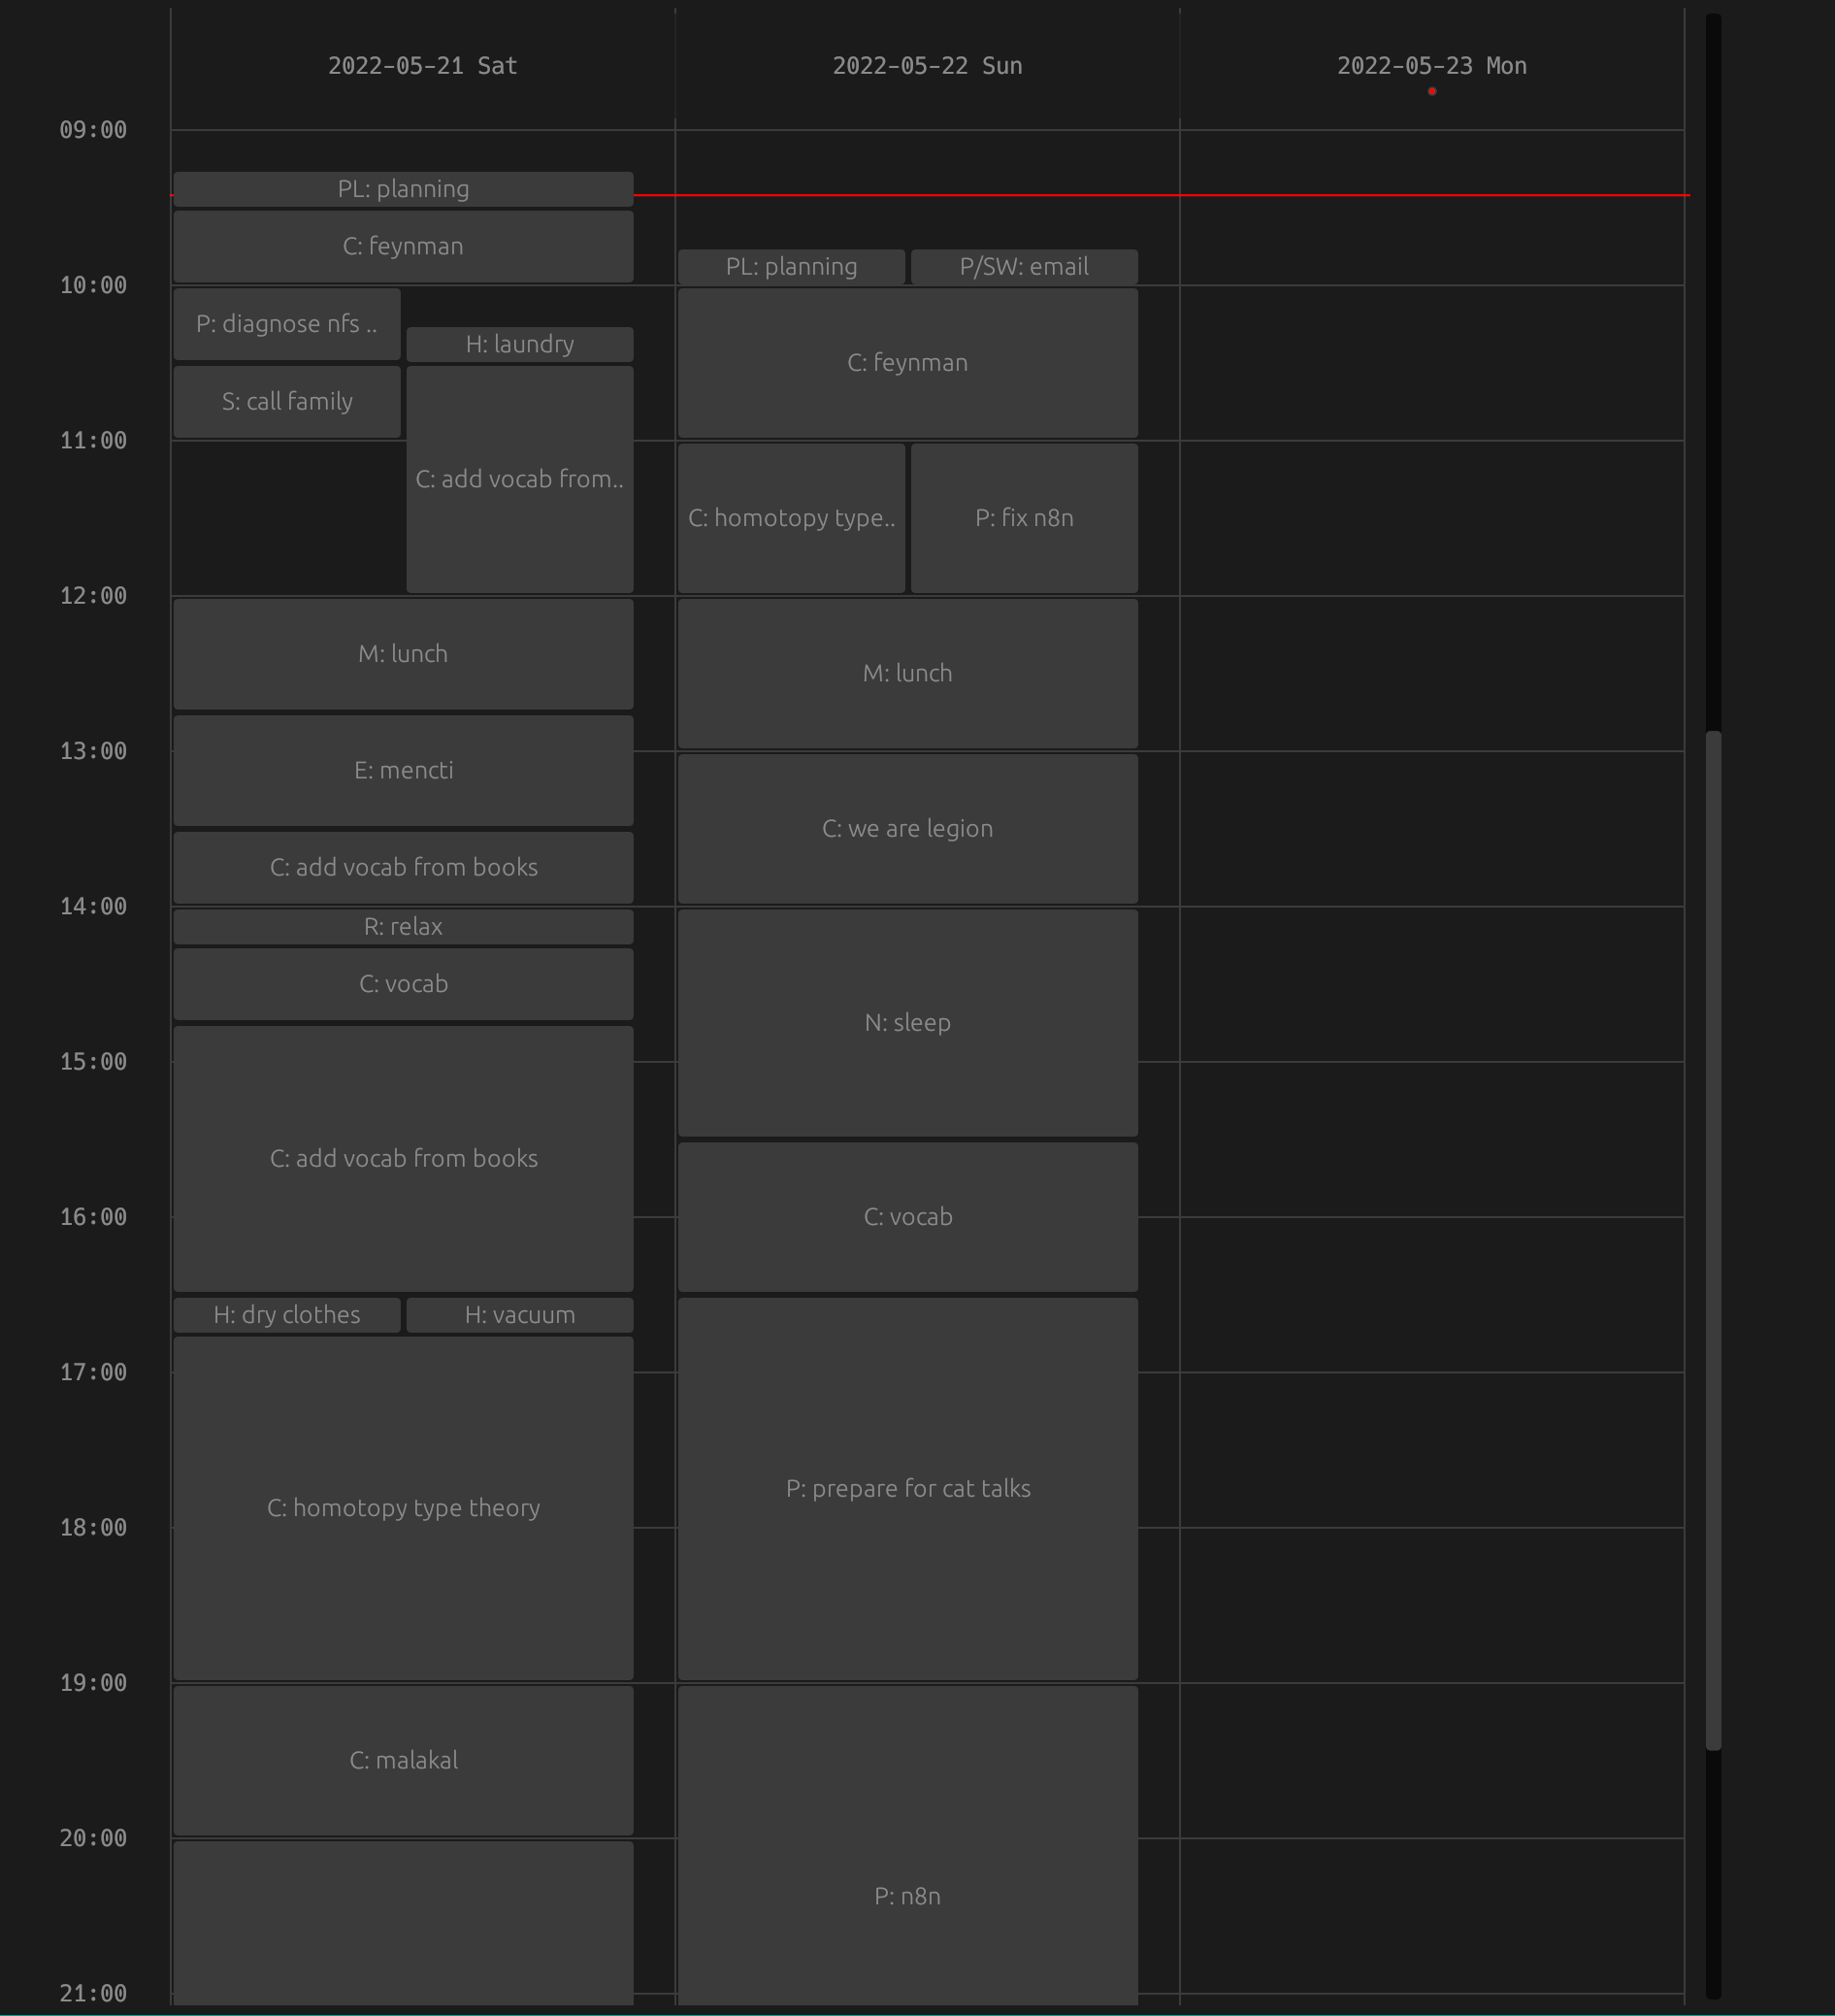 2022-05-21 Sat
2022-05-22 Sun
2022-05-23 Mon
09:00
PL: planning
C: feynman
PL: planning
P/SW: email
10:00
P: diagnose nfs ..
H: laundry
C: feynman
S: call family
11:00
C: add vocab from..
C: homotopy type..
P: fix n8n
12:00
M: lunch
M: lunch
13:00
E: mencti
C: we are legion
C: add vocab from books
14:00
R: relax
C: vocab
N: sleep
15:00
C: add vocab from books
16:00
C: vocab
H: dry clothes
H: vacuum
17:00
P: prepare for cat talks
C: homotopy type theory
18:00
19:00
C: malakal
20:00
P: n8n
21:00